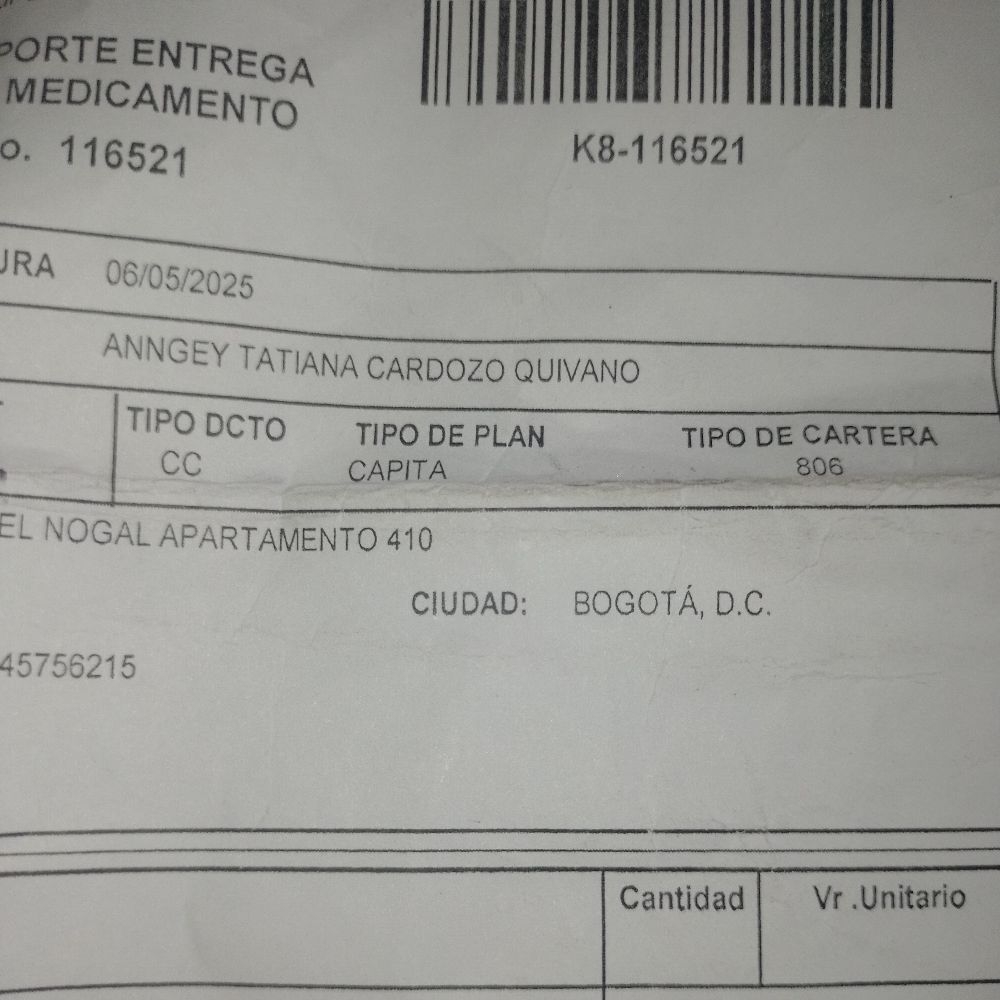 PORTE ENTREGA
MEDICAMENTO
o. 116521
K8-116521
URA 06/05/2025
ANNGEY TATIANA CARDOZO QUIVANO
TIPO DCTO TIPO DE PLAN TIPO DE CARTERA
CC CAPITA 806
EL NOGAL APARTAMENTO 410
CIUDAD: BOGOTÁ, D.C.
45756215
Cantidad Vr .Unitario